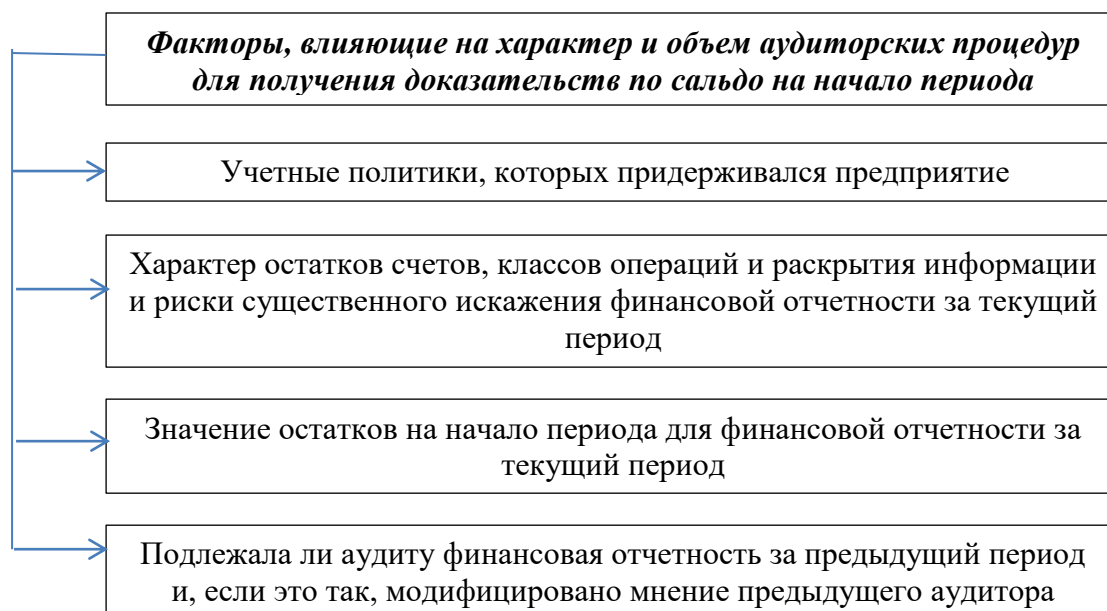 Факторы, влияющие на характер и объем аудиторских процедур
для получения доказательств по сальдо на начало периода
Учетные политики, которых придерживался предприятие
Характер остатков счетов, классов операций и раскрытия информации
и риски существенного искажения финансовой отчетности за текущий
период
Значение остатков на начало периода для финансовой отчетности за
текущий период
Подлежала ли аудиту финансовая отчетность за предыдущий период
и, если это так, модифицировано мнение предыдущего аудитора